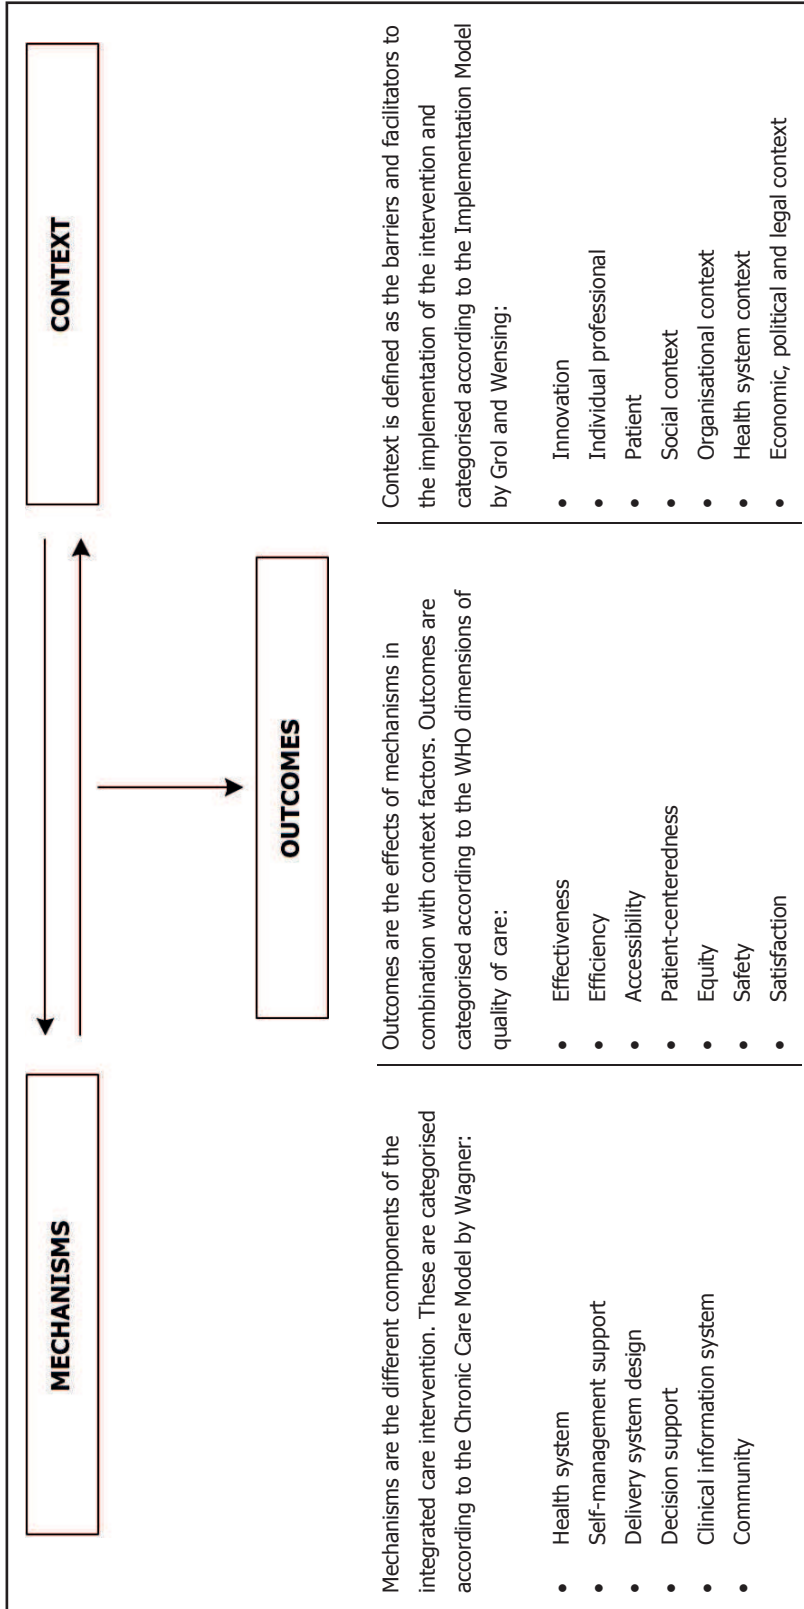 MECHANISMS
CONTEXT
OUTCOMES
Mechanisms are the different components of the
integrated care intervention. These are categorised
according to the Chronic Care Model by Wagner:
• Health system
• Self-management support
• Delivery system design
• Decision support
• Clinical information system
• Community
Outcomes are the effects of mechanisms in
combination with context factors. Outcomes are
categorised according to the WHO dimensions of
quality of care:
• Effectiveness
• Efficiency
• Accessibility
• Patient-centeredness
• Equity
• Safety
• Satisfaction
Context is defined as the barriers and facilitators to
the implementation of the intervention and
categorised according to the Implementation Model
by Grol and Wensing:
• Innovation
• Individual professional
• Patient
• Social context
• Organisational context
• Health system context
• Economic, political and legal context